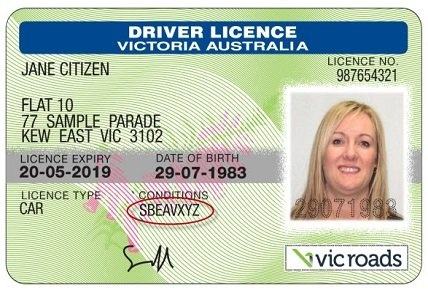 DRIVER LICENCE
VICTORIA AUSTRALIA
JANE CITIZEN
LICENCE NO.
987654321
FLAT 10
77 SAMPLE PARADE
KEW EAST VIC 3102
LICENCE EXPIRY DATE OF BIRTH
20-05-2019 29-07-1983
LICENCE TYPE CONDITIONS
CAR SBEAVXYZ
29071983
vicroads